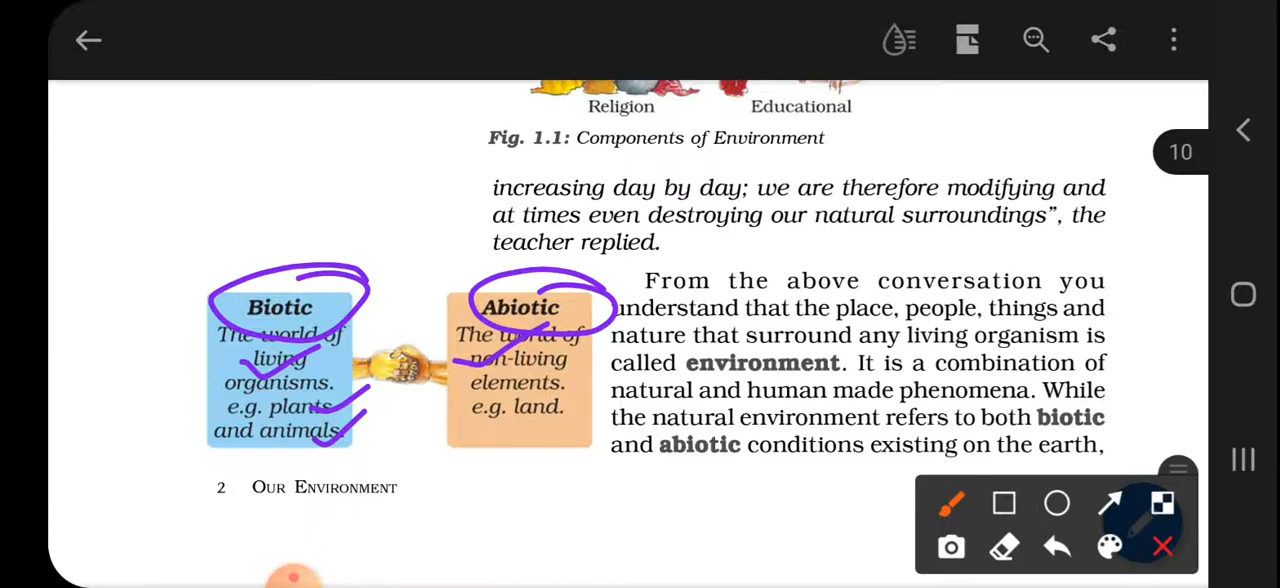 Religion Educational
Fig. 1.1: Components of Environment
10
increasing day by day; we are therefore modifying and
at times even destroying our natural surroundings”, the
teacher replied.
Biotic
The world of
living
organisms.
e.g. plants
and animals.
Abiotic
The world of
non-living
elements.
e.g. land.
From the above conversation you
understand that the place, people, things and
nature that surround any living organism is
called environment. It is a combination of
natural and human made phenomena. While
the natural environment refers to both biotic
and abiotic conditions existing on the earth,
2 OUR ENVIRONMENT